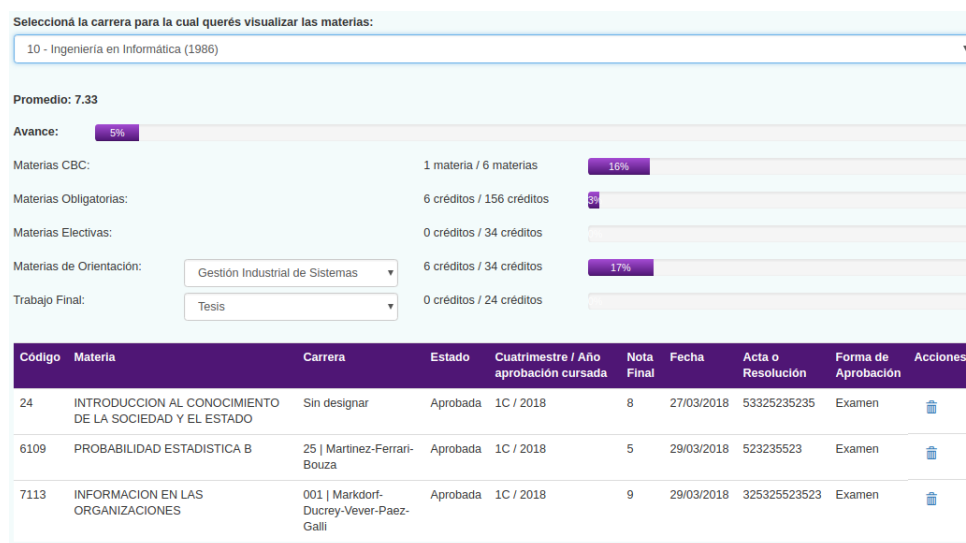 Seleccioná la carrera para la cual querés visualizar las materias:
10 - Ingeniería en Informática (1986)
Promedio: 7.33
Avance: 5%
Materias CBC: 1 materia / 6 materias 16%
Materias Obligatorias: 6 créditos / 156 créditos 3%
Materias Electivas: 0 créditos / 34 créditos
Materias de Orientación: Gestión Industrial de Sistemas 6 créditos / 34 créditos 17%
Trabajo Final: Tesis 0 créditos / 24 créditos
Código Materia Carrera Estado Cuatrimestre / Año Nota Fecha Acta o Forma de Acciones
aprobación cursada Final Resolución Aprobación
24 INTRODUCCION AL CONOCIMIENTO Sin designar Aprobada 1C / 2018 8 27/03/2018 53325235235 Examen
DE LA SOCIEDAD Y EL ESTADO
6109 PROBABILIDAD ESTADISTICA B 25 | Martinez-Ferrari- Aprobada 1C / 2018 5 29/03/2018 523235523 Examen
Bouza
7113 INFORMACION EN LAS 001 | Markdorf- Aprobada 1C / 2018 9 29/03/2018 325325523523 Examen
ORGANIZACIONES Ducrey-Vever-Paez-
Galli